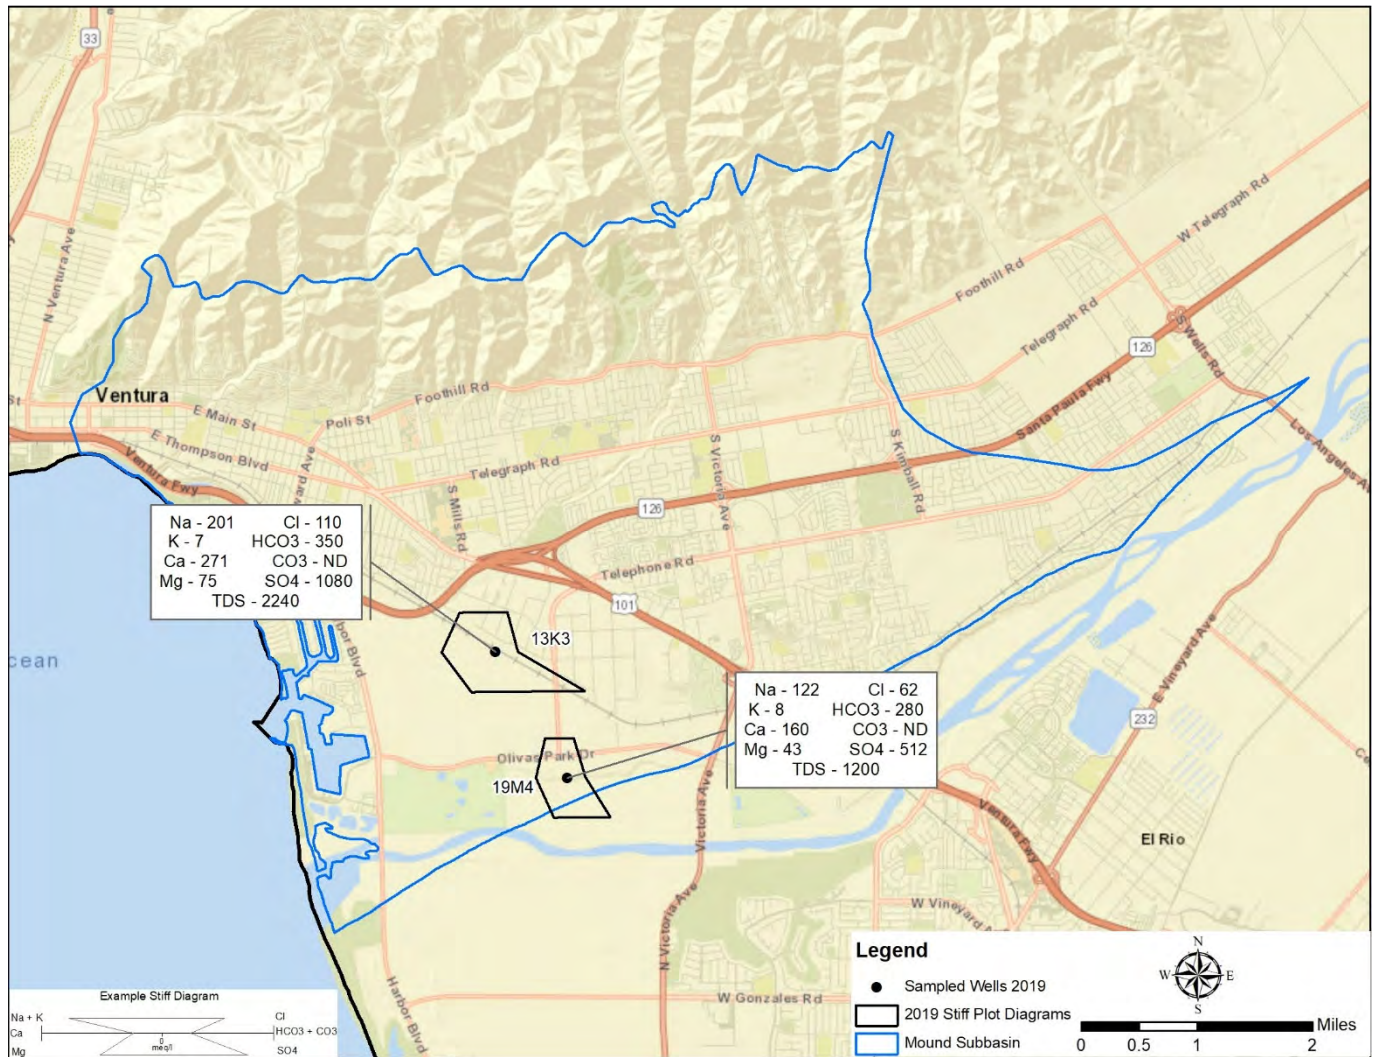 33
N Ventura Ave
Ventura
St
E Main St
Poli St
Foothill Rd
E Thompson Blvd
Ventura Fwy
ward Ave
Telegraph Rd
S Mills Rd
126
S Victoria Ave
S Kimball Rd
Foothill Rd
Telegraph Rd
W Telegraph Rd
Santa Paula Fwy
126
S Wells Rd
Los Angeles Av
Na - 201 Cl - 110
K - 7 HCO3 - 350
Ca - 271 CO3 - ND
Mg - 75 SO4 - 1080
TDS - 2240
Telephone Rd
101
13K3
bor Blvd
cean
Na - 122 Cl - 62
K - 8 HCO3 - 280
Ca - 160 CO3 - ND
Mg - 43 SO4 - 512
TDS - 1200
Olivas Park Dr
19M4
Victoria Ave
N Victoria Ave
E Vineyard Ave
232
Ventura Fwy
El Rio
W Vineyard A
W Gonzales Rd
Harbor Blvd
Example Stiff Diagram
Na + K Cl
Ca HCO3 + CO3
0
meq/l
Mg SO4
Legend
Sampled Wells 2019
2019 Stiff Plot Diagrams
Mound Subbasin
N
W E
S
Miles
0 0.5 1 2